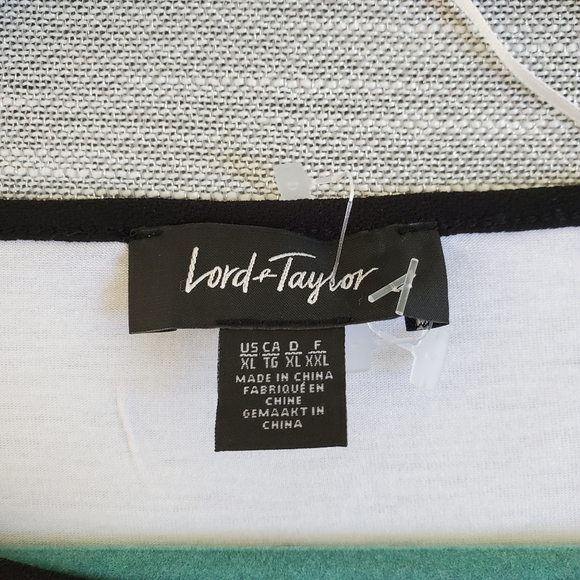 Lord + Taylor
US CA D F
XL TG XL XXL
MADE IN CHINA
FABRIQUÉ EN
CHINE
GEMAAKT IN
CHINA